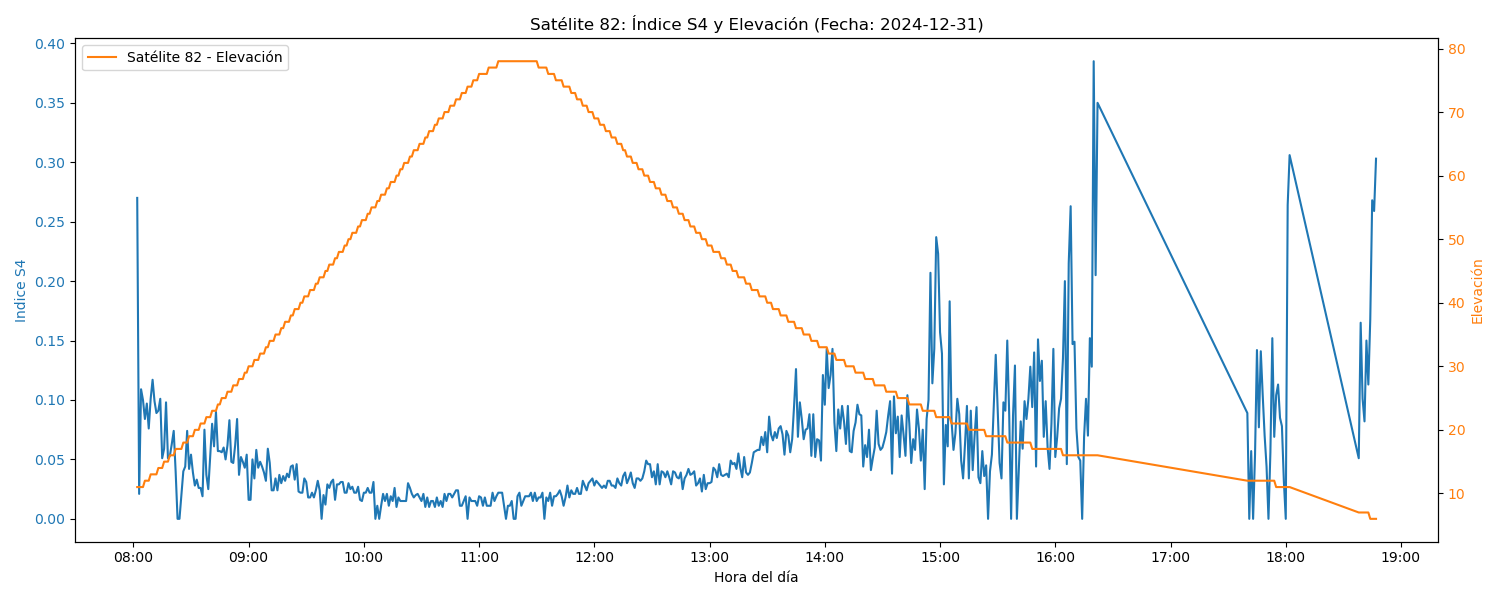 Satélite 82: Índice S4 y Elevación (Fecha: 2024-12-31)
Satélite 82 - Elevación
Indice S4
0.40
0.35
0.30
0.25
0.20
0.15
0.10
0.05
0.00
80
70
60
50
40
30
20
10
Elevación
08:00 09:00 10:00 11:00 12:00 13:00 14:00 15:00 16:00 17:00 18:00 19:00
Hora del día